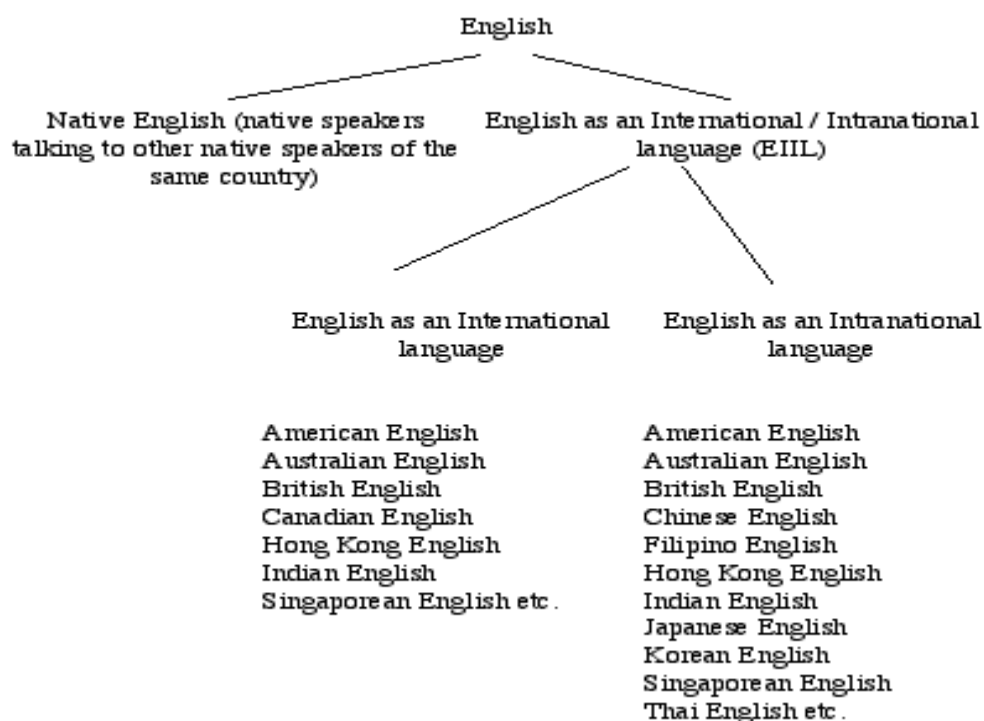 English
Native English (native speakers
talking to other native speakers of the
same country)
English as an International / Intranational
language (EIIL)
English as an International
language
English as an Intranational
language
American English
Australian English
British English
Canadian English
Hong Kong English
Indian English
Singaporean English etc.
American English
Australian English
British English
Chinese English
Filipino English
Hong Kong English
Indian English
Japanese English
Korean English
Singaporean English
Thai English etc.